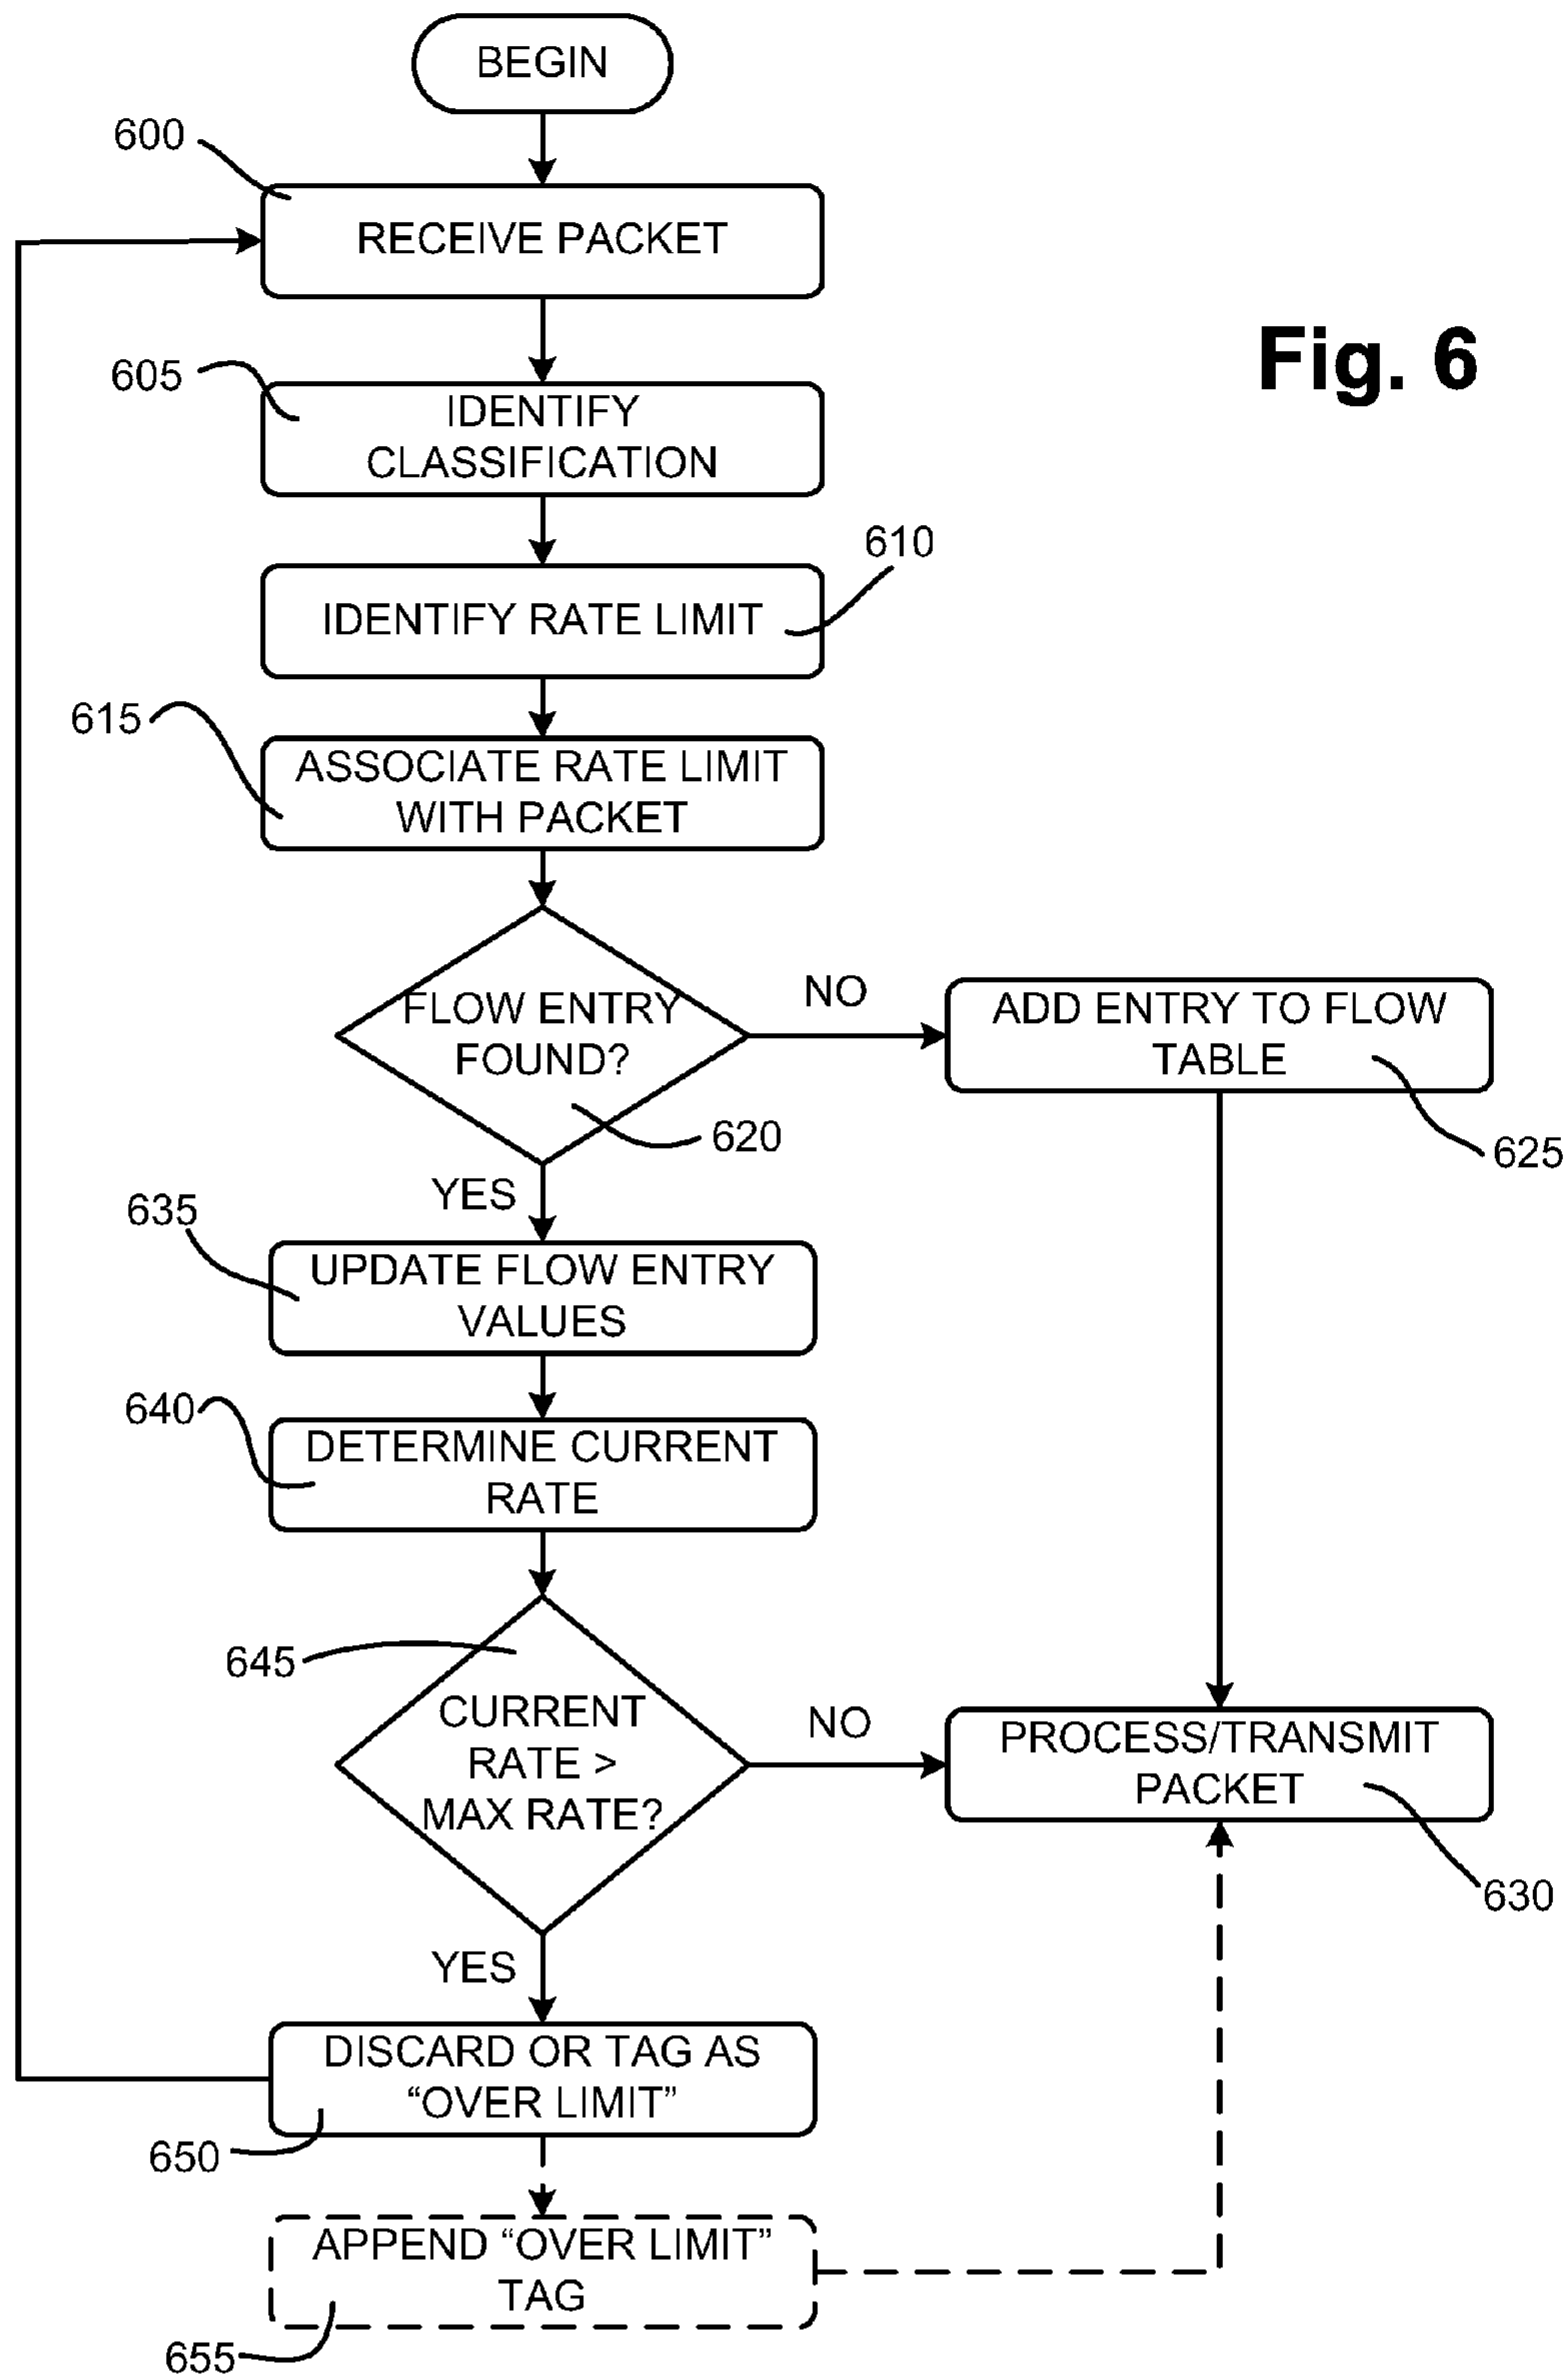 BEGIN
600
RECEIVE PACKET
Fig. 6
605
IDENTIFY
CLASSIFICATION
610
IDENTIFY RATE LIMIT
615
ASSOCIATE RATE LIMIT
WITH PACKET
FLOW ENTRY
FOUND?
NO
ADD ENTRY TO FLOW
TABLE
620
625
YES
635
UPDATE FLOW ENTRY
VALUES
640
DETERMINE CURRENT
RATE
645
CURRENT
RATE >
MAX RATE?
NO
PROCESS/TRANSMIT
PACKET
630
YES
DISCARD OR TAG AS
“OVER LIMIT”
650
APPEND “OVER LIMIT”
TAG
655